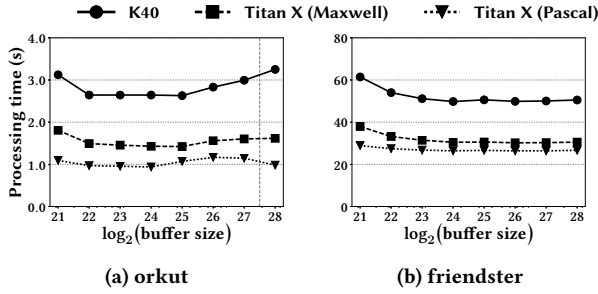 K40 Titan X (Maxwell) Titan X (Pascal)
Processing time (s)
4.0
3.0
2.0
1.0
0.0
21 22 23 24 25 26 27 28
log₂(buffer size)
(a) orkut
80
60
40
20
0
21 22 23 24 25 26 27 28
log₂(buffer size)
(b) friendster